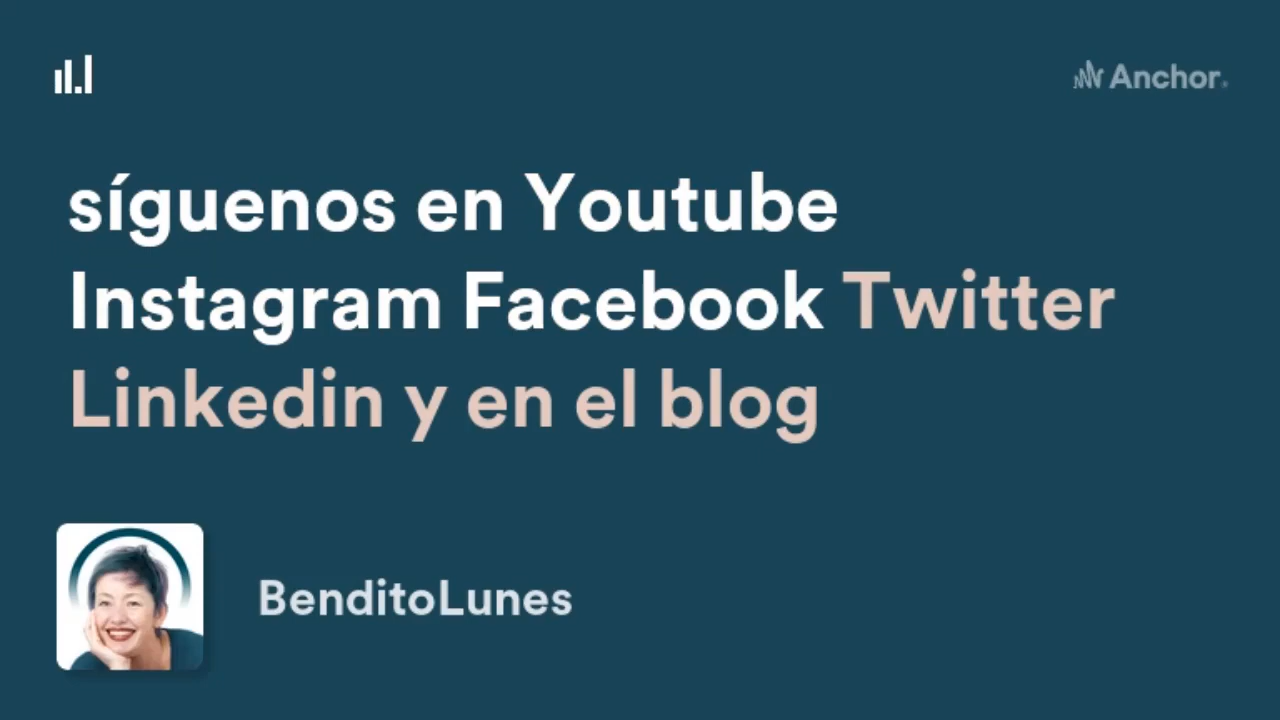 Anchor
síguenos en Youtube
Instagram Facebook Twitter
Linkedin y en el blog
BenditoLunes